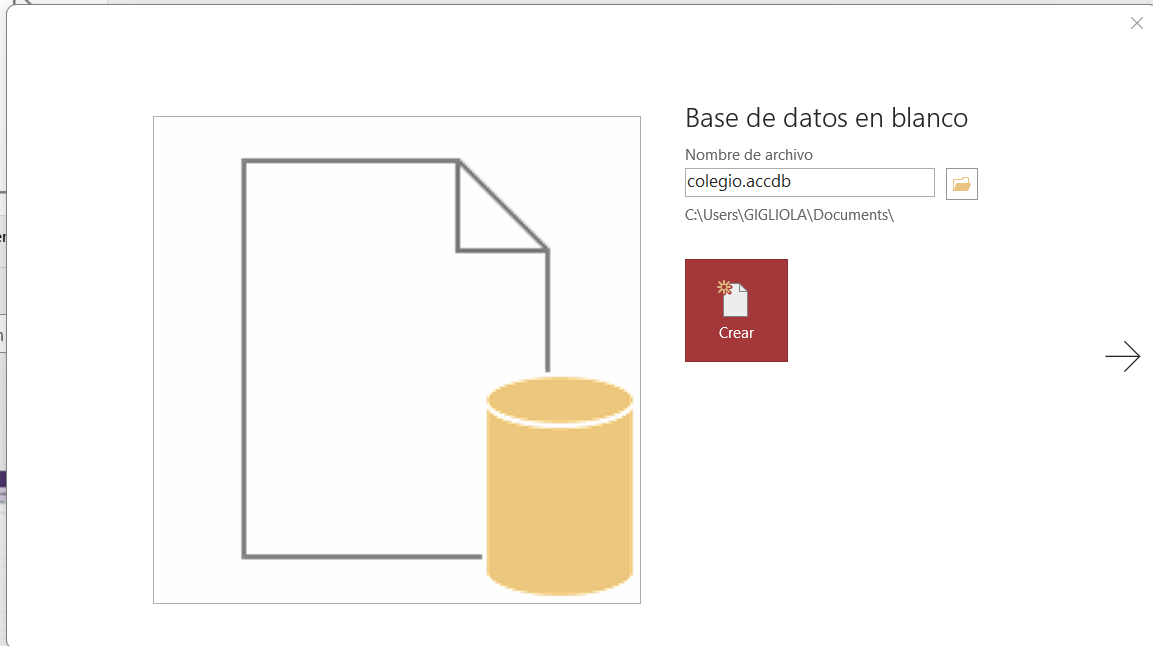 Base de datos en blanco
Nombre de archivo
colegio.accdb
C:\Users\GIGLIOLA\Documents\
Crear